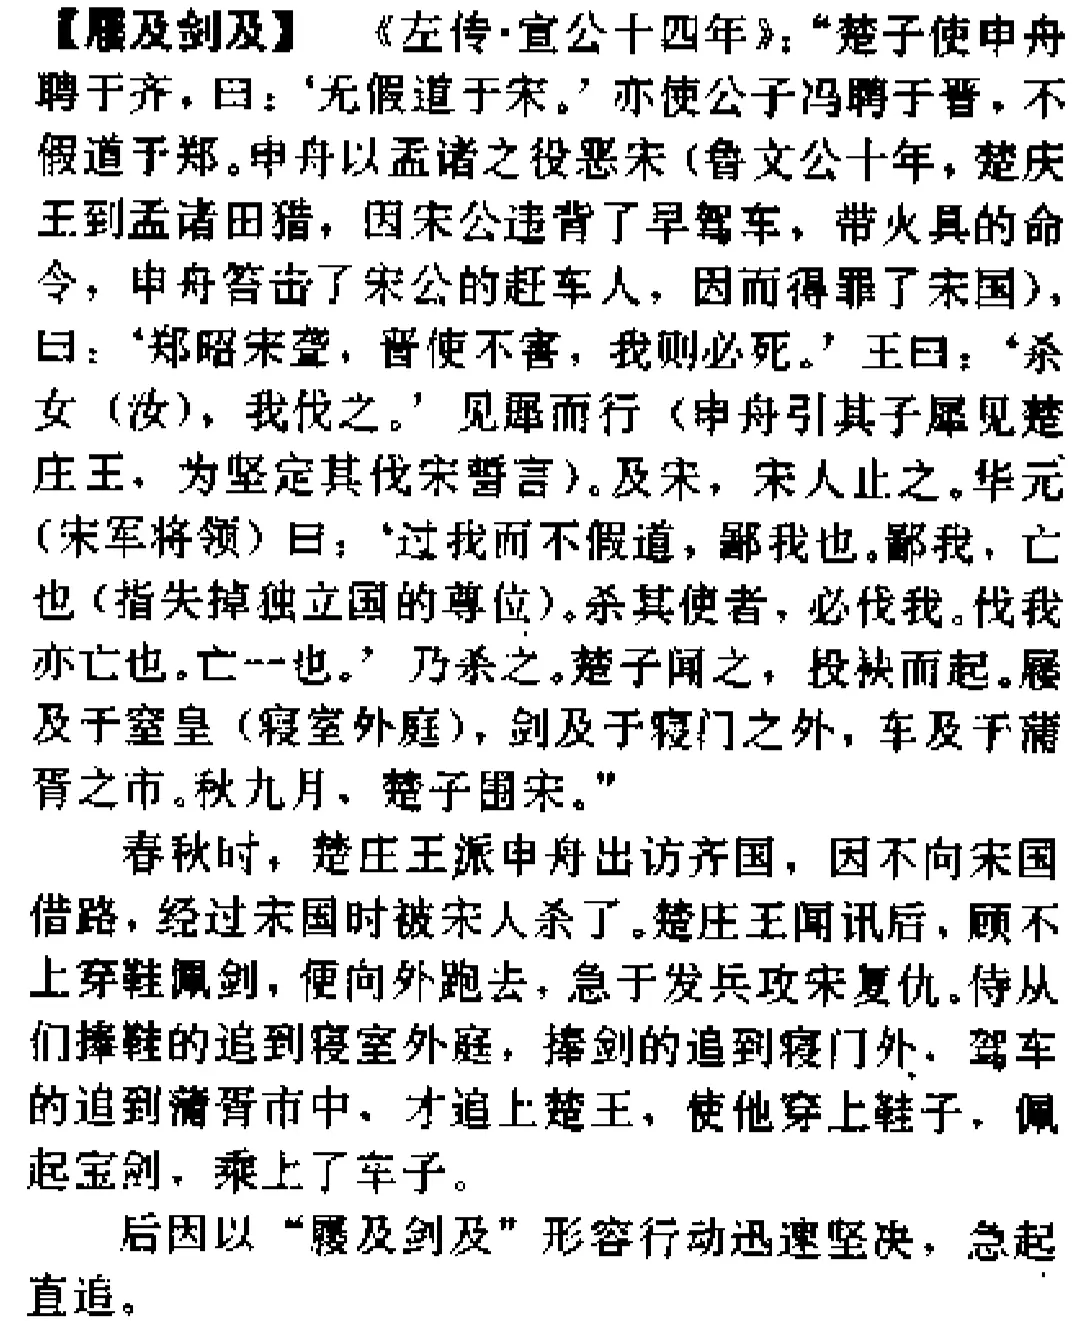 【屦及剑及】 《左传·宣公十四年》：“楚子使申舟
聘于齐，曰：‘无假道于宋。’亦使公子冯聘于晋，不
假道于郑。申舟以孟诸之役恶宋（鲁文公十年，楚庆
王到孟诸田猎，因宋公违背了早驾车，带火具的命
令，申舟笞击了宋公的赶车人，因而得罪了宋国），
曰：‘郑昭宋聋，晋使不害，我则必死。’王曰：‘杀
女（汝），我伐之。’见犀而行（申舟引其子犀见楚
庄王，为坚定其伐宋誓言）。及宋，宋人止之。华元
（宋军将领）曰：‘过我而不假道，鄙我也。鄙我，亡
也（指失掉独立国的尊位）。杀其使者，必伐我。伐我
亦亡也。亡一也。’乃杀之。楚子闻之，投袂而起。屦
及于窒皇（寝室外庭），剑及于寝门之外，车及于蒲
胥之市。秋九月、楚子围宋。”
春秋时，楚庄王派申舟出访齐国，因不向宋国
借路，经过宋国时被宋人杀了。楚庄王闻讯后，顾不
上穿鞋佩剑，便向外跑去，急于发兵攻宋复仇。侍从
们捧鞋的追到寝室外庭，捧剑的追到寝门外，驾车
的追到蒲胥市中，才追上楚王，使他穿上鞋子，佩
起宝剑，乘上了车子。
后因以“屦及剑及”形容行动迅速坚决，急起
直追。